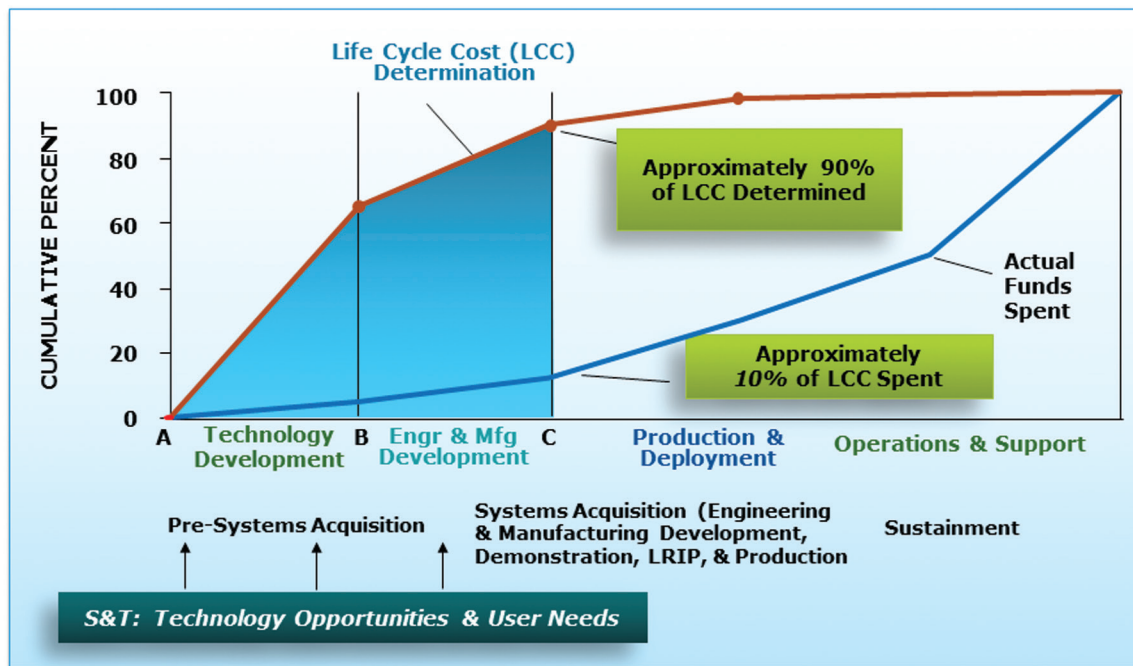 Life Cycle Cost (LCC)
Determination
CUMULATIVE PERCENT
100
80
60
40
20
0
Approximately 90%
of LCC Determined
Actual
Funds
Spent
Approximately
10% of LCC Spent
A
Technology
Development
B
Engr & Mfg
Development
C
Production &
Deployment
Operations & Support
Pre-Systems Acquisition
Systems Acquisition (Engineering
& Manufacturing Development,
Demonstration, LRIP, & Production
Sustainment
S&T: Technology Opportunities & User Needs